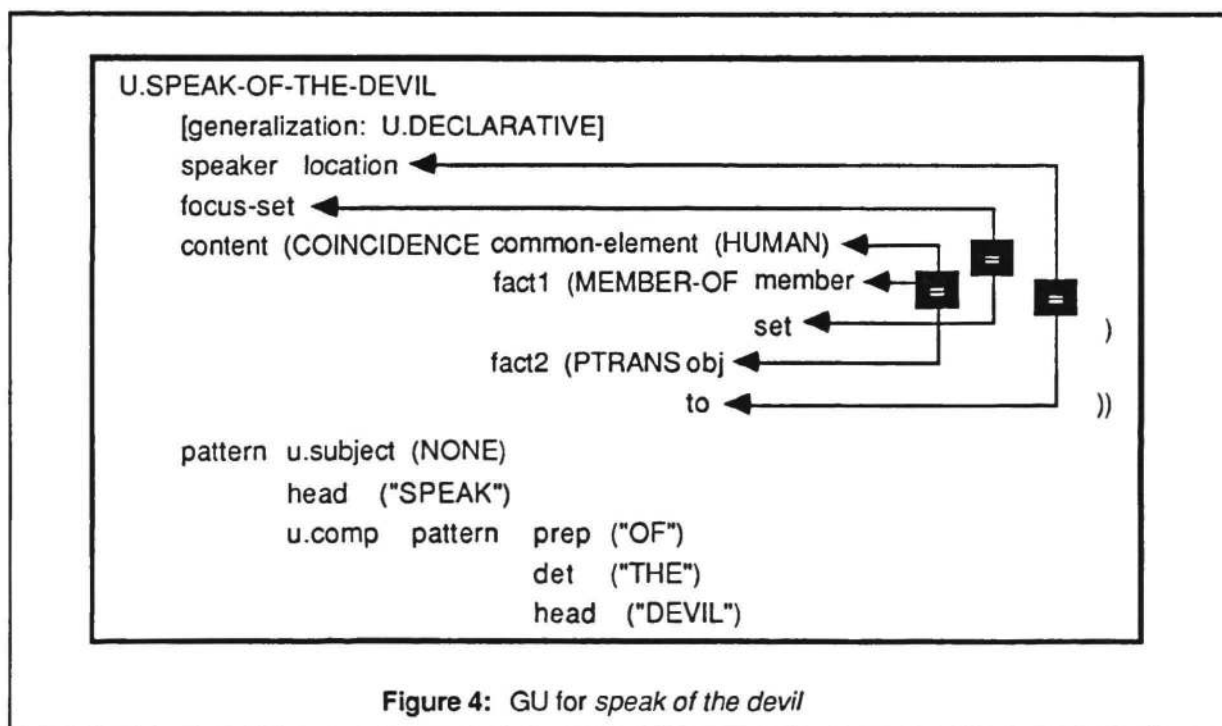 U.SPEAK-OF-THE-DEVIL
[generalization: U.DECLARATIVE]
speaker location
focus-set
content (COINCIDENCE common-element (HUMAN)
=
fact1 (MEMBER-OF member
=
=
set )
fact2 (PTRANS obj
to ))
pattern u.subject (NONE)
head ("SPEAK")
u.comp pattern prep ("OF")
det ("THE")
head ("DEVIL")
Figure 4: GU for speak of the devil